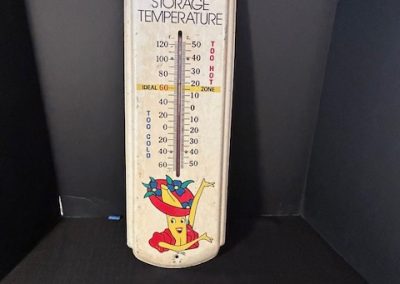 STORAGE
TEMPERATURE
F. C.
120 50
100 40
80 30
20
IDEAL 60 ZONE
40 10
20 0
0 10
20 20
30
40 40
60 50
TOO HOT
TOO COLD